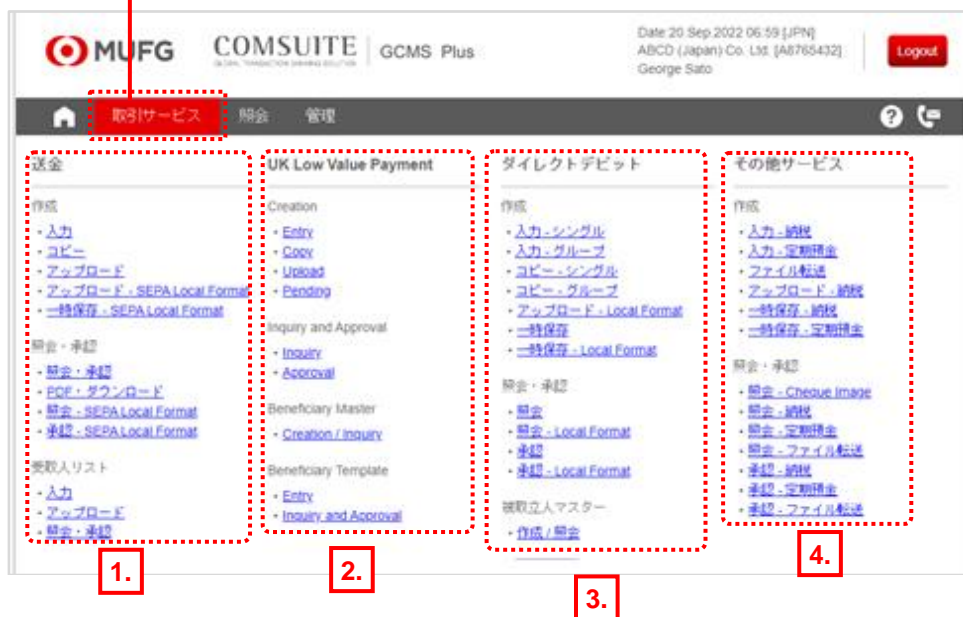 MUFG COMSUITE GCMS Plus
Date 20 Sep 2022 06:59 [JPN]
ABCD (Japan) Co. Ltd. [A8765432]
George Sato
Logout
取引サービス 照会 管理
送金
作成
・入力
・コピー
・アップロード
・アップロード - SEPA Local Format
・一時保存 - SEPA Local Format
照会・承認
・照会・承認
・PDF・ダウンロード
・照会 - SEPA Local Format
・承認 - SEPA Local Format
受取人リスト
・入力
・アップロード
・照会・承認
1.
UK Low Value Payment
Creation
・Entry
・Copy
・Upload
・Pending
Inquiry and Approval
・Inquiry
・Approval
Beneficiary Master
・Creation / Inquiry
Beneficiary Template
・Entry
・Inquiry and Approval
2.
ダイレクトデビット
作成
・入力 - シングル
・入力 - グループ
・コピー - シングル
・コピー - グループ
・アップロード - Local Format
・一時保存
・一時保存 - Local Format
照会・承認
・照会
・照会 - Local Format
・承認
・承認 - Local Format
被取立人マスター
・作成 / 照会
3.
その他サービス
作成
・入力 - 納税
・入力 - 定期預金
・ファイル転送
・アップロード - 納税
・一時保存 - 納税
・一時保存 - 定期預金
照会・承認
・照会 - Cheque Image
・照会 - 納税
・照会 - 定期預金
・照会 - ファイル転送
・承認 - 納税
・承認 - 定期預金
・承認 - ファイル転送
4.